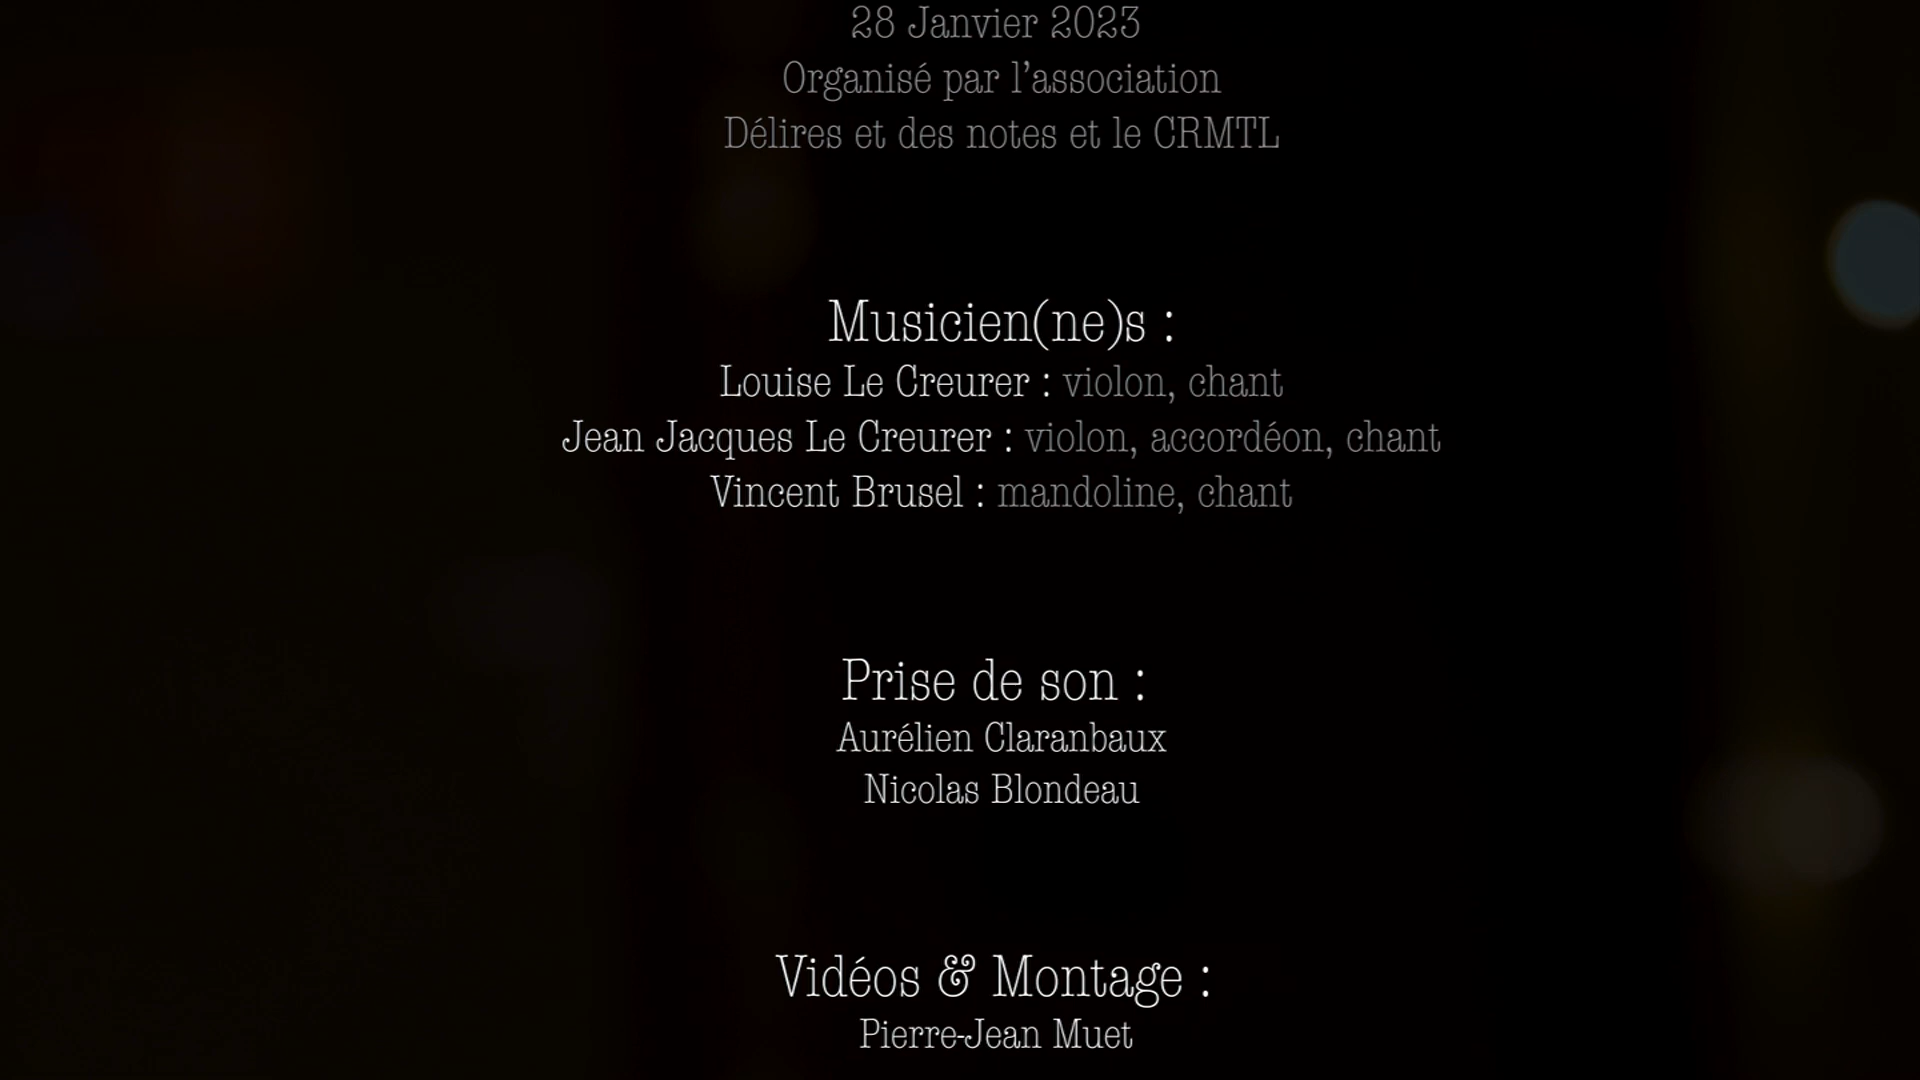 28 Janvier 2023
Organisé par l’association
Délires et des notes et le CRMTL
Musicien(ne)s :
Louise Le Creurer : violon, chant
Jean Jacques Le Creurer : violon, accordéon, chant
Vincent Brusel : mandoline, chant
Prise de son :
Aurélien Claranbaux
Nicolas Blondeau
Vidéos & Montage :
Pierre-Jean Muet